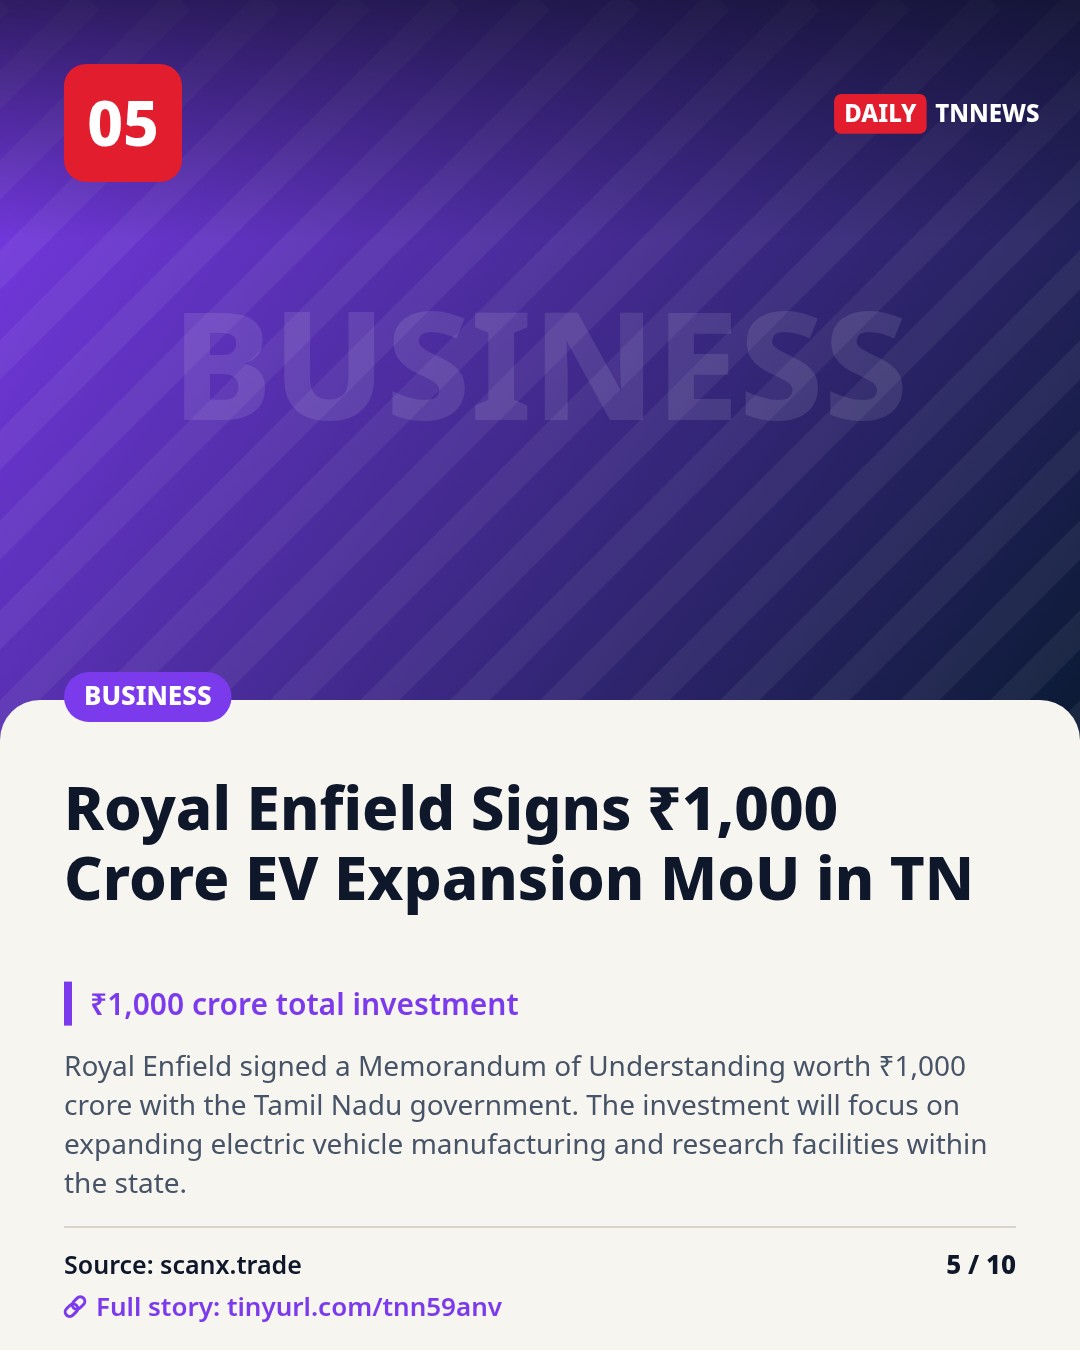 05
DAILY TNNEWS
BUSINESS
BUSINESS
Royal Enfield Signs ₹1,000
Crore EV Expansion MoU in TN
₹1,000 crore total investment
Royal Enfield signed a Memorandum of Understanding worth ₹1,000
crore with the Tamil Nadu government. The investment will focus on
expanding electric vehicle manufacturing and research facilities within
the state.
Source: scanx.trade
5 / 10
Full story: tinyurl.com/tnn59anv